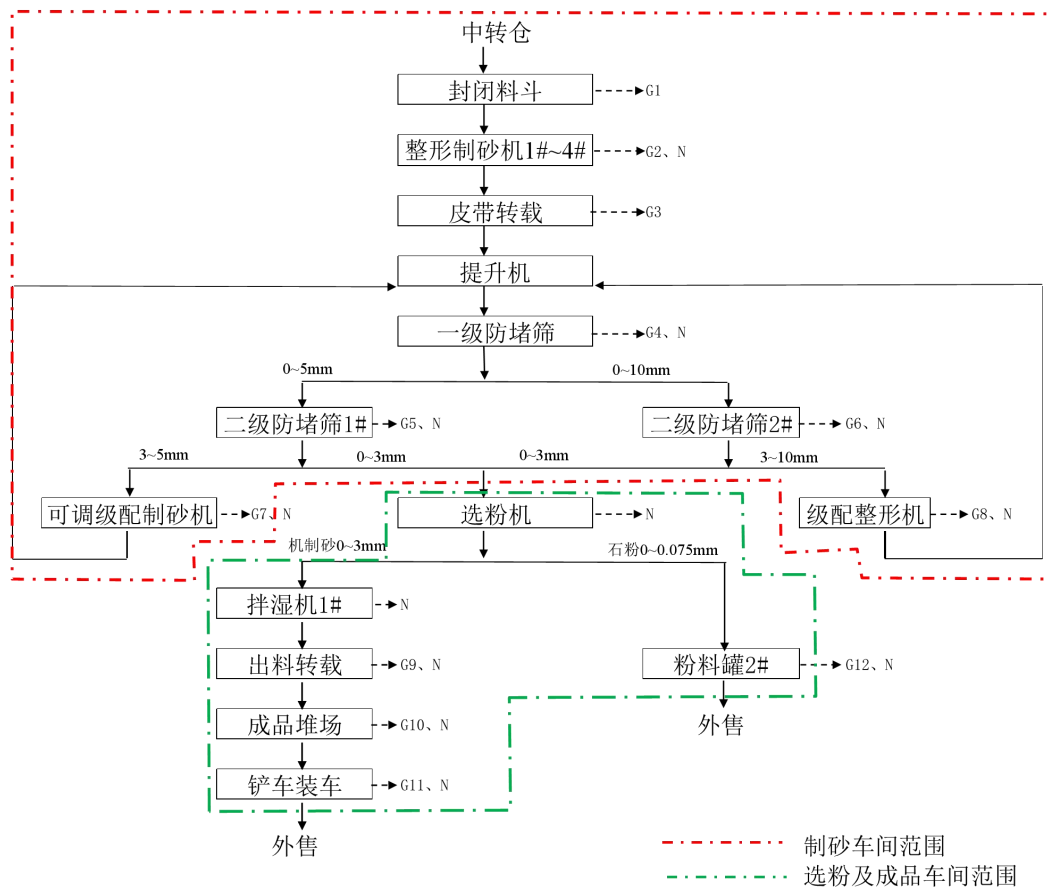 中转仓
封闭料斗
G1
整形制砂机1#~4#
G2、N
皮带转载
G3
提升机
一级防堵筛
G4、N
0~5mm
0~10mm
二级防堵筛1#
G5、N
二级防堵筛2#
G6、N
3~5mm
0~3mm
0~3mm
3~10mm
可调级配制砂机
G7、N
选粉机
N
级配整形机
G8、N
机制砂0~3mm
石粉0~0.075mm
拌湿机1#
N
出料转载
G9、N
粉料罐2#
G12、N
成品堆场
G10、N
外售
铲车装车
G11、N
外售
制砂车间范围
选粉及成品车间范围